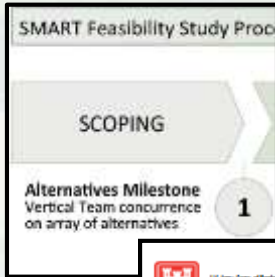 SMART Feasibility Study Proc
SCOPING
Alternatives Milestone
Vertical Team concurrence
on array of alternatives
1